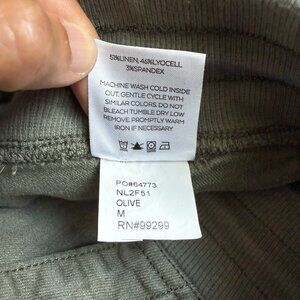 51%LINEN, 46%LYOCELL
3%SPANDEX
MACHINE WASH COLD INSIDE
OUT. GENTLE CYCLE WITH
SIMILAR COLORS. DO NOT
BLEACH TUMBLE DRY LOW
REMOVE PROMPTLY. WARM
IRON IF NECESSARY
PO#64773
NL2F51
OLIVE
M
RN#99299